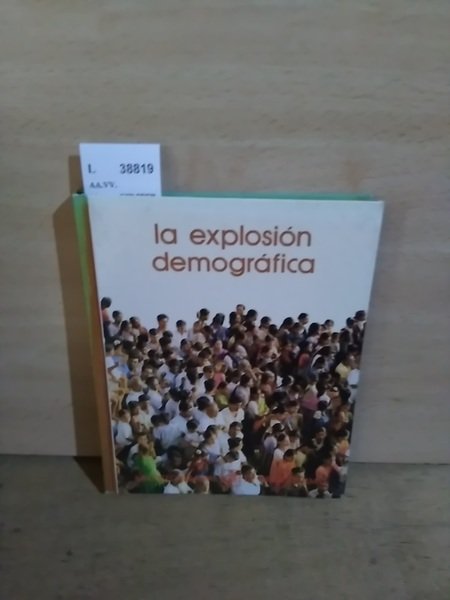 I. 38819
AA.VV.
la explosión
demográfica